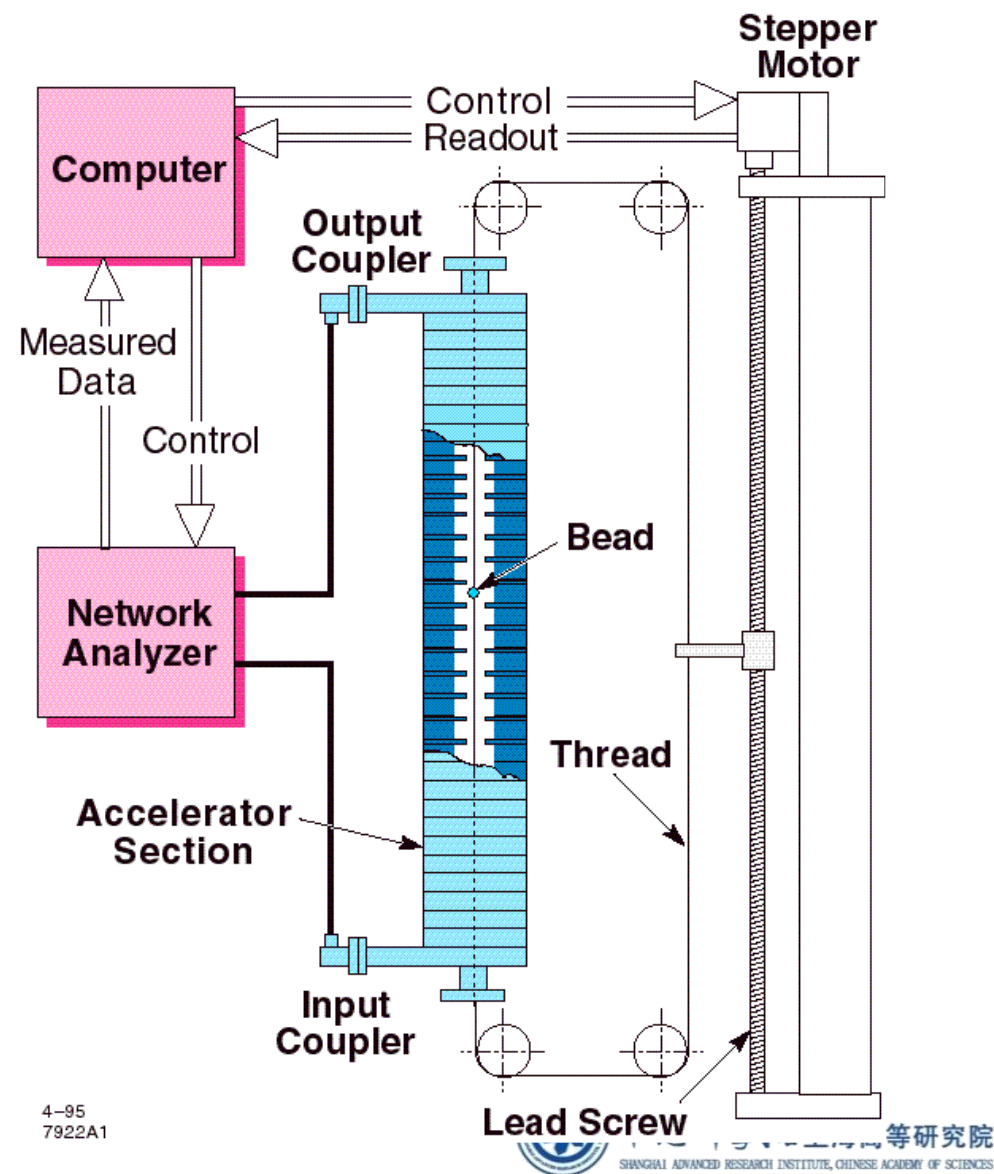 Stepper
Motor
Control
Readout
Computer
Output
Coupler
Measured
Data
Control
Bead
Network
Analyzer
Thread
Accelerator
Section
Input
Coupler
Lead Screw
4–95
7922A1
等研究院
SHANGHAI ADVANCED RESEARCH INSTITUTE, CHINESE ACADEMY OF SCIENCES